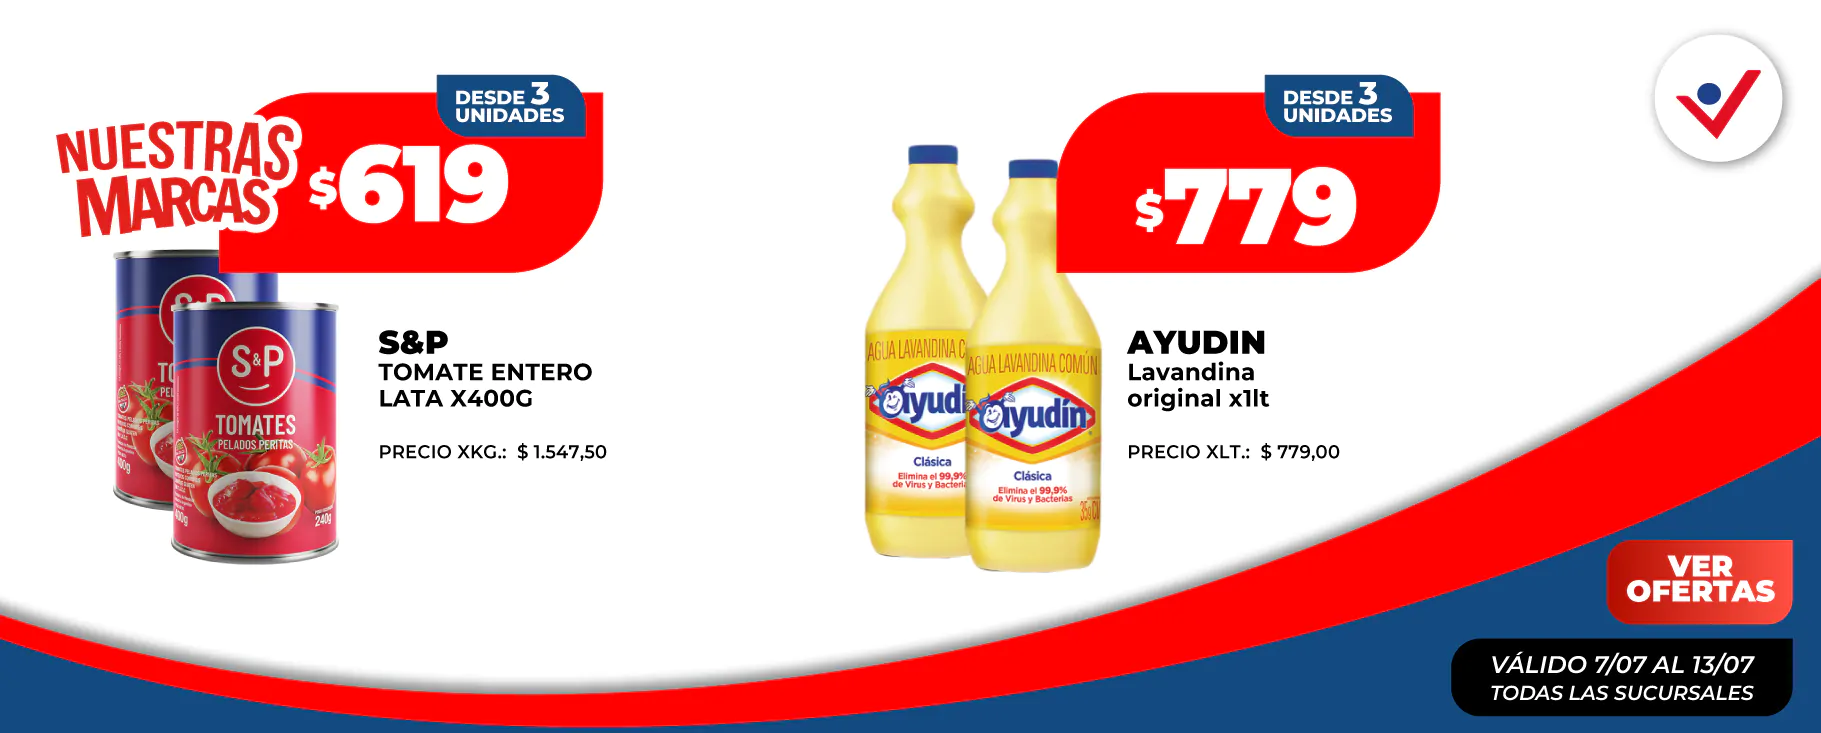 NUESTRAS
MARCAS
DESDE 3
UNIDADES
$619
S&P
TOMATES
PELADOS PERITAS
400g
240g
S&P
TOMATE ENTERO
LATA X400G
PRECIO XKG.: $ 1.547,50
DESDE 3
UNIDADES
$779
AGUA LAVANDINA COMÚN
Ayudín
Clásica
Elimina el 99,9%
de Virus y Bacterias
AYUDIN
Lavandina
original x1lt
PRECIO XLT.: $ 779,00
VER
OFERTAS
VÁLIDO 7/07 AL 13/07
TODAS LAS SUCURSALES